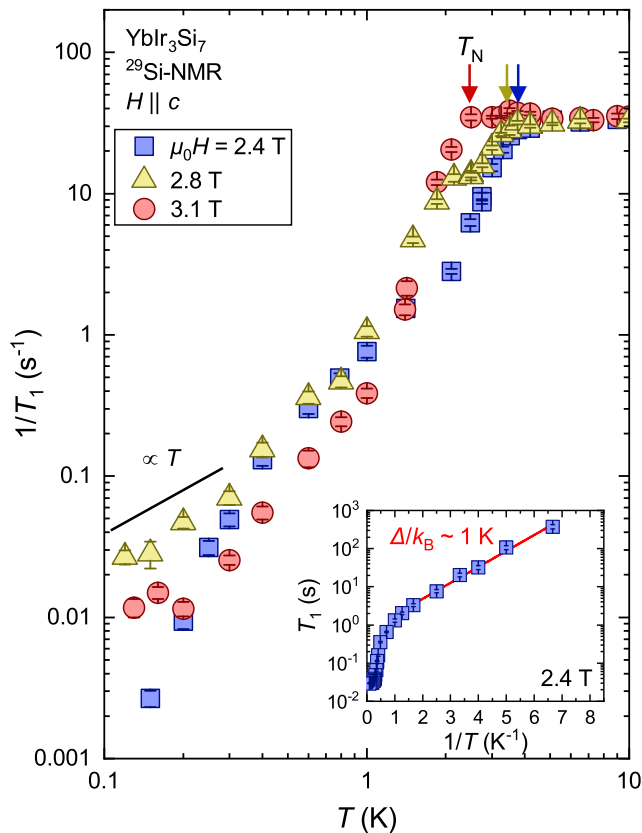 YbIr₃Si₇
²⁹Si-NMR
H || c
μ₀H = 2.4 T
2.8 T
3.1 T
T_N
∝ T
100
10
1
0.1
0.01
0.001
1/T₁ (s⁻¹)
0.1
1
10
T (K)
Δ/k_B ~ 1 K
2.4 T
10³
10²
10¹
10⁰
10⁻¹
10⁻²
T₁ (s)
0 1 2 3 4 5 6 7 8
1/T (K⁻¹)